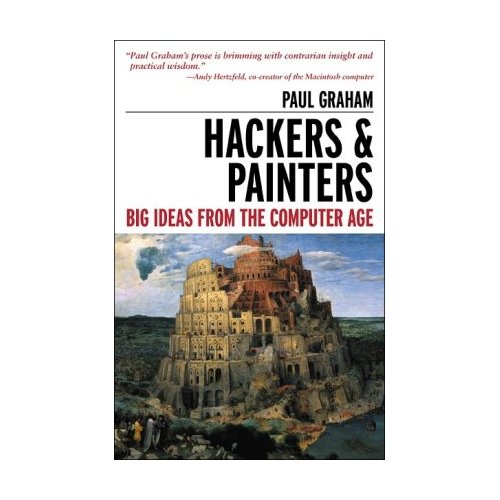 “Paul Graham’s prose is brimming with contrarian insight and
practical wisdom.”
—Andy Hertzfeld, co-creator of the Macintosh computer
PAUL GRAHAM
HACKERS &
PAINTERS
BIG IDEAS FROM THE COMPUTER AGE